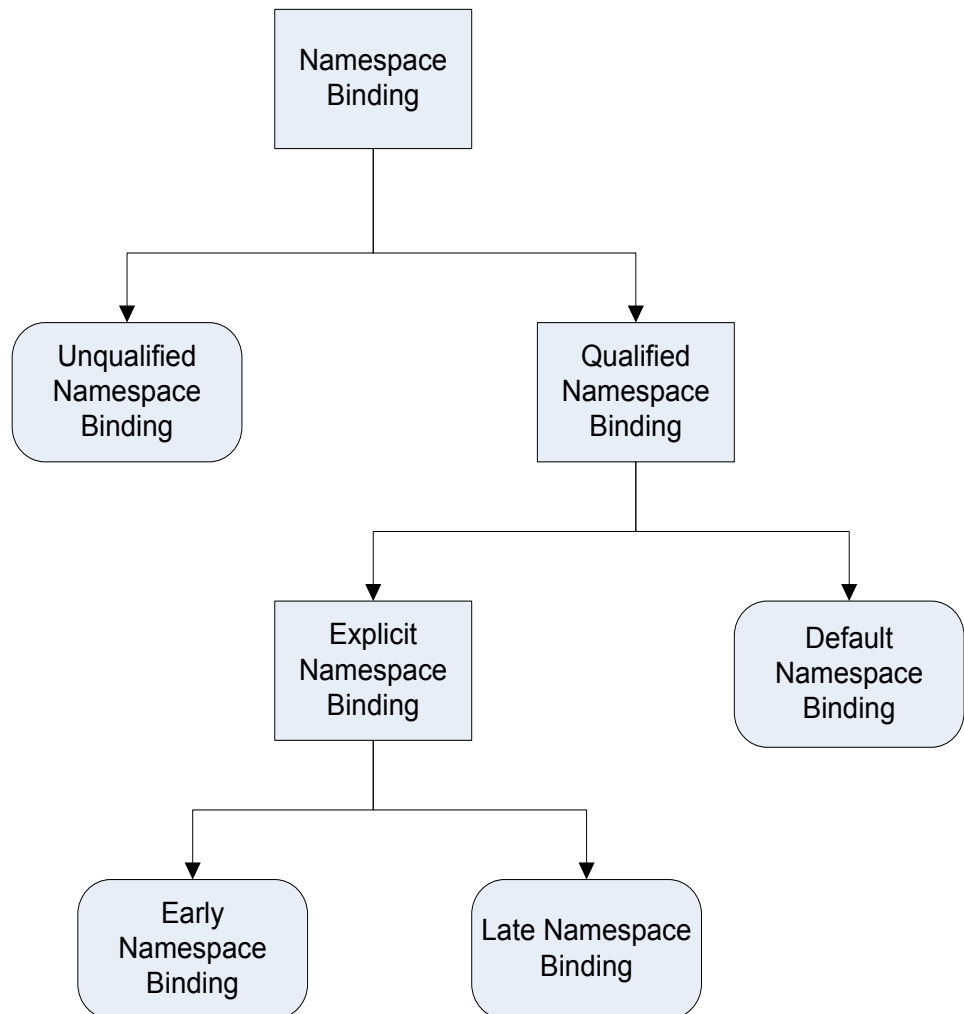 Namespace
Binding
Unqualified
Namespace
Binding
Qualified
Namespace
Binding
Explicit
Namespace
Binding
Default
Namespace
Binding
Early
Namespace
Binding
Late Namespace
Binding